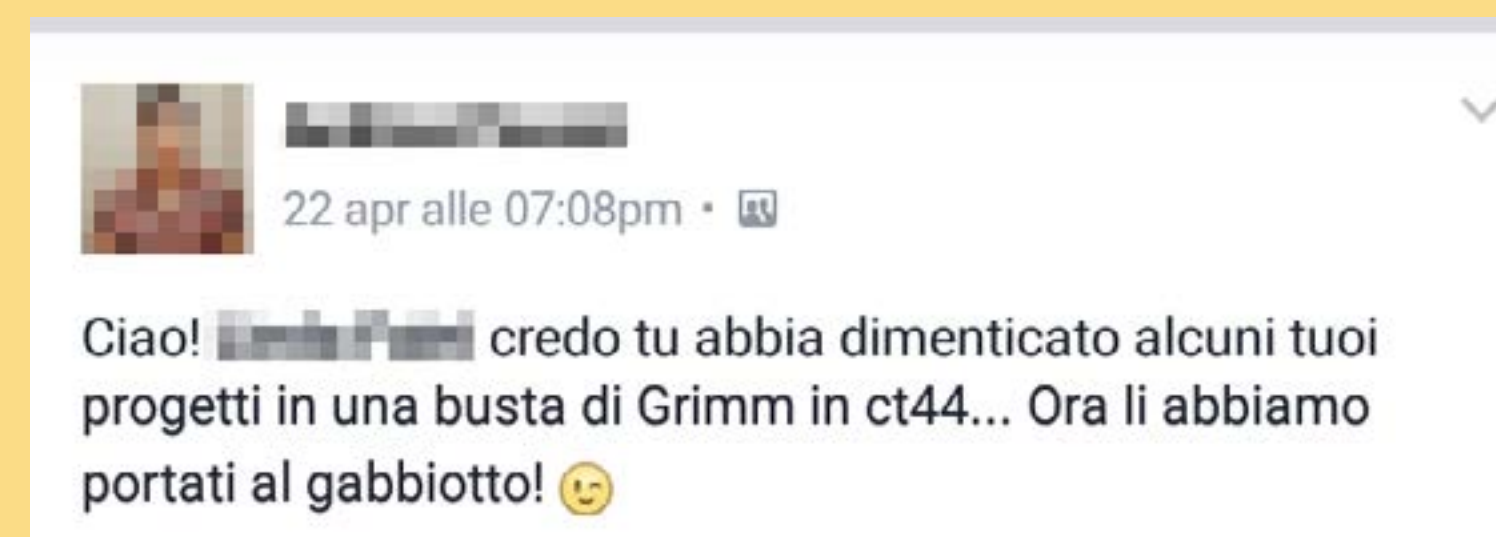 22 apr alle 07:08pm •
Ciao! credo tu abbia dimenticato alcuni tuoi
progetti in una busta di Grimm in ct44... Ora li abbiamo
portati al gabbiotto! 😉